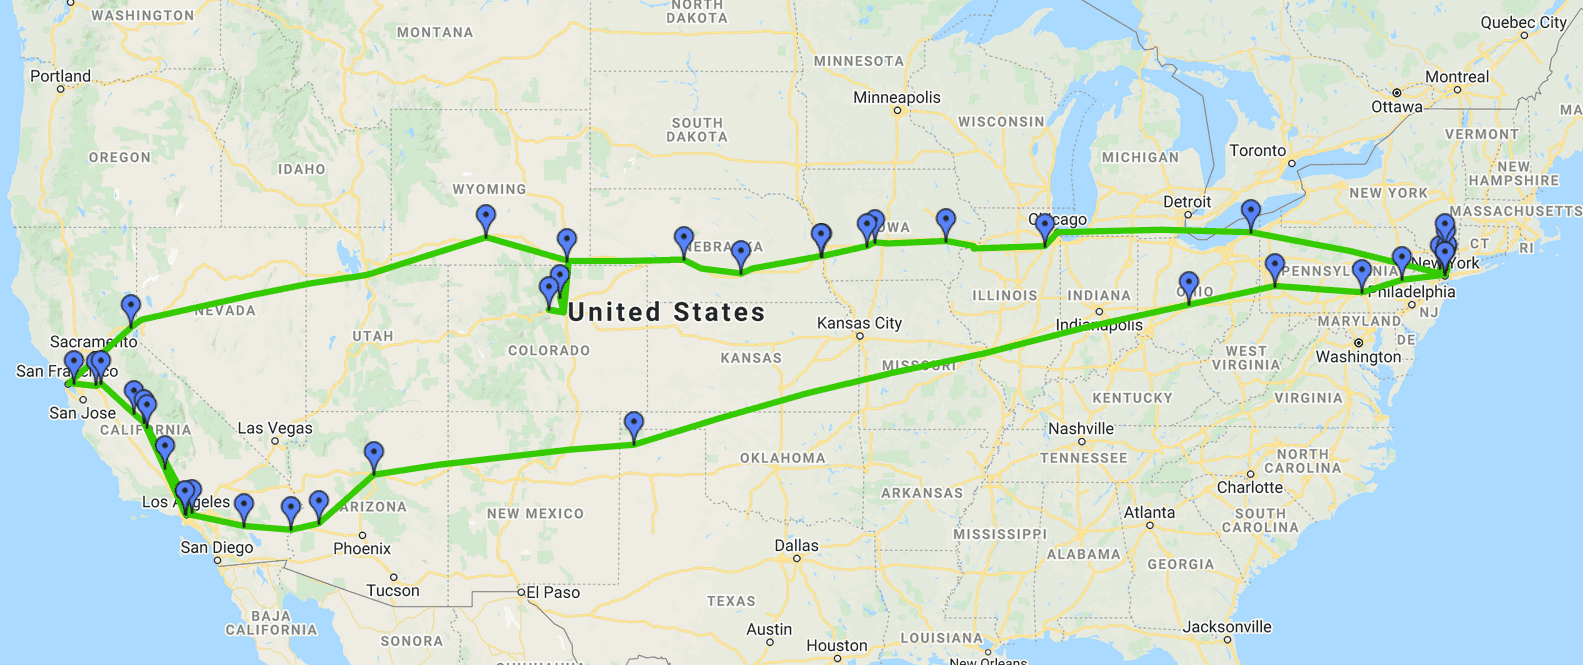 WASHINGTON
NORTH
DAKOTA
Quebec City
MONTANA
MINNESOTA
Portland
Montreal
Minneapolis
Ottawa
SOUTH
DAKOTA
WISCONSIN
VERMONT
MA
OREGON
IDAHO
MICHIGAN
Toronto
NEW
HAMPSHIRE
WYOMING
NEW YORK
Detroit
MASSACHUSETTS
Chicago
IOWA
NEBRASKA
CT
RI
New York
PENNSYLVANIA
OHIO
Philadelphia
ILLINOIS
INDIANA
NEVADA
United States
NJ
MARYLAND
Kansas City
Indianapolis
Sacramento
UTAH
COLORADO
KANSAS
DE
WEST
VIRGINIA
Washington
San Francisco
MISSOURI
San Jose
KENTUCKY
VIRGINIA
CALIFORNIA
Las Vegas
Nashville
TENNESSEE
OKLAHOMA
NORTH
CAROLINA
Charlotte
Los Angeles
ARIZONA
NEW MEXICO
ARKANSAS
Atlanta
SOUTH
CAROLINA
San Diego
Phoenix
Dallas
MISSISSIPPI
ALABAMA
GEORGIA
Tucson
El Paso
TEXAS
BAJA
CALIFORNIA
SONORA
Austin
Houston
LOUISIANA
Jacksonville
CHIHUAHUA
New Orleans